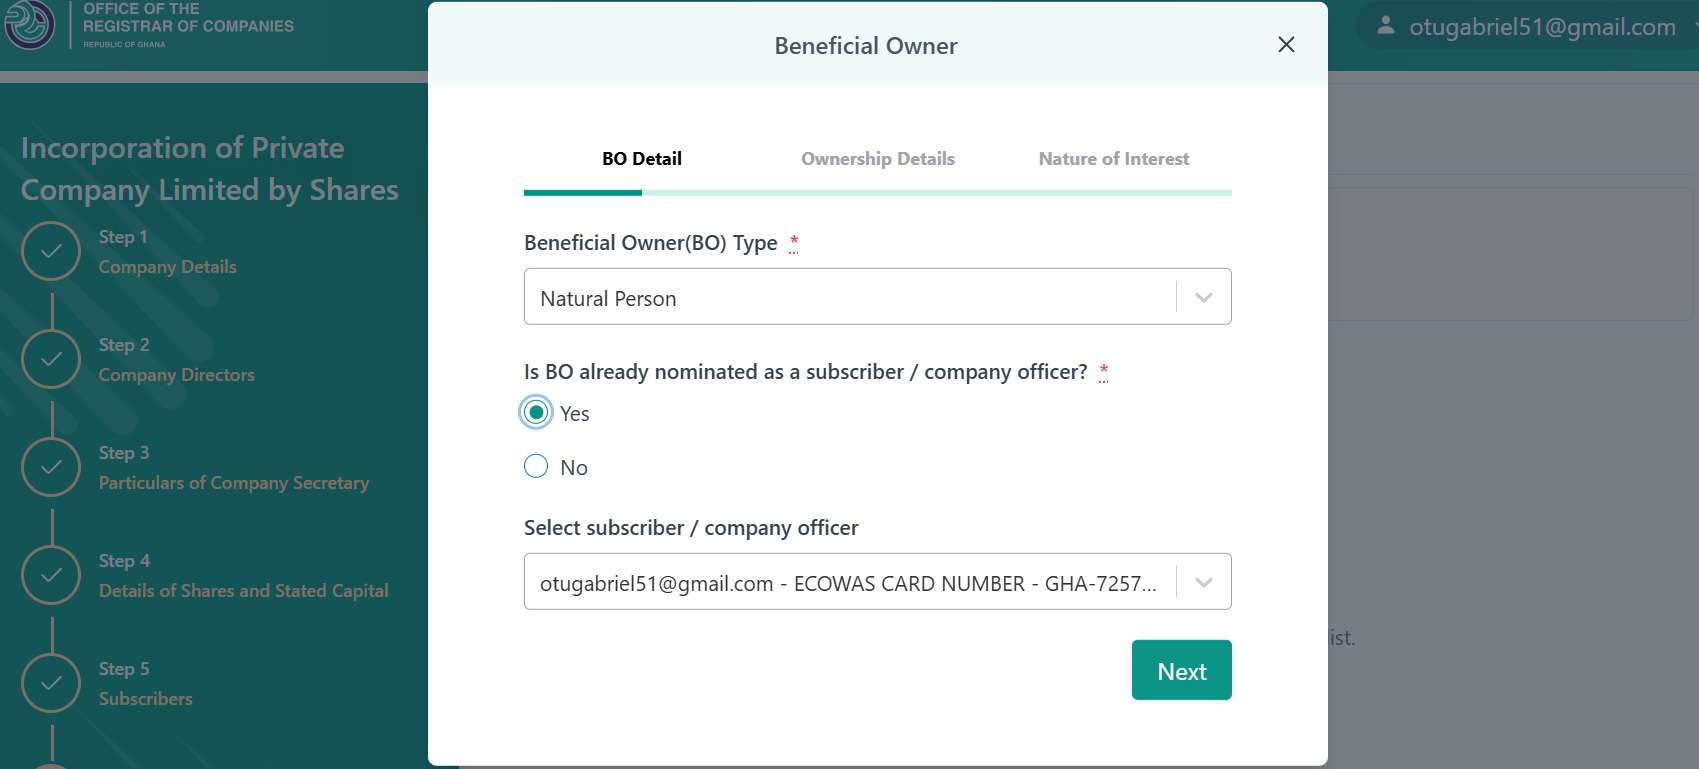 OFFICE OF THE
REGISTRAR OF COMPANIES
REPUBLIC OF GHANA
otugabriel51@gmail.com
Incorporation of Private
Company Limited by Shares
Step 1
Company Details
Step 2
Company Directors
Step 3
Particulars of Company Secretary
Step 4
Details of Shares and Stated Capital
Step 5
Subscribers
Beneficial Owner
BO Detail
Ownership Details
Nature of Interest
Beneficial Owner(BO) Type *
Natural Person
Is BO already nominated as a subscriber / company officer? *
Yes
No
Select subscriber / company officer
otugabriel51@gmail.com - ECOWAS CARD NUMBER - GHA-7257...
Next
list.